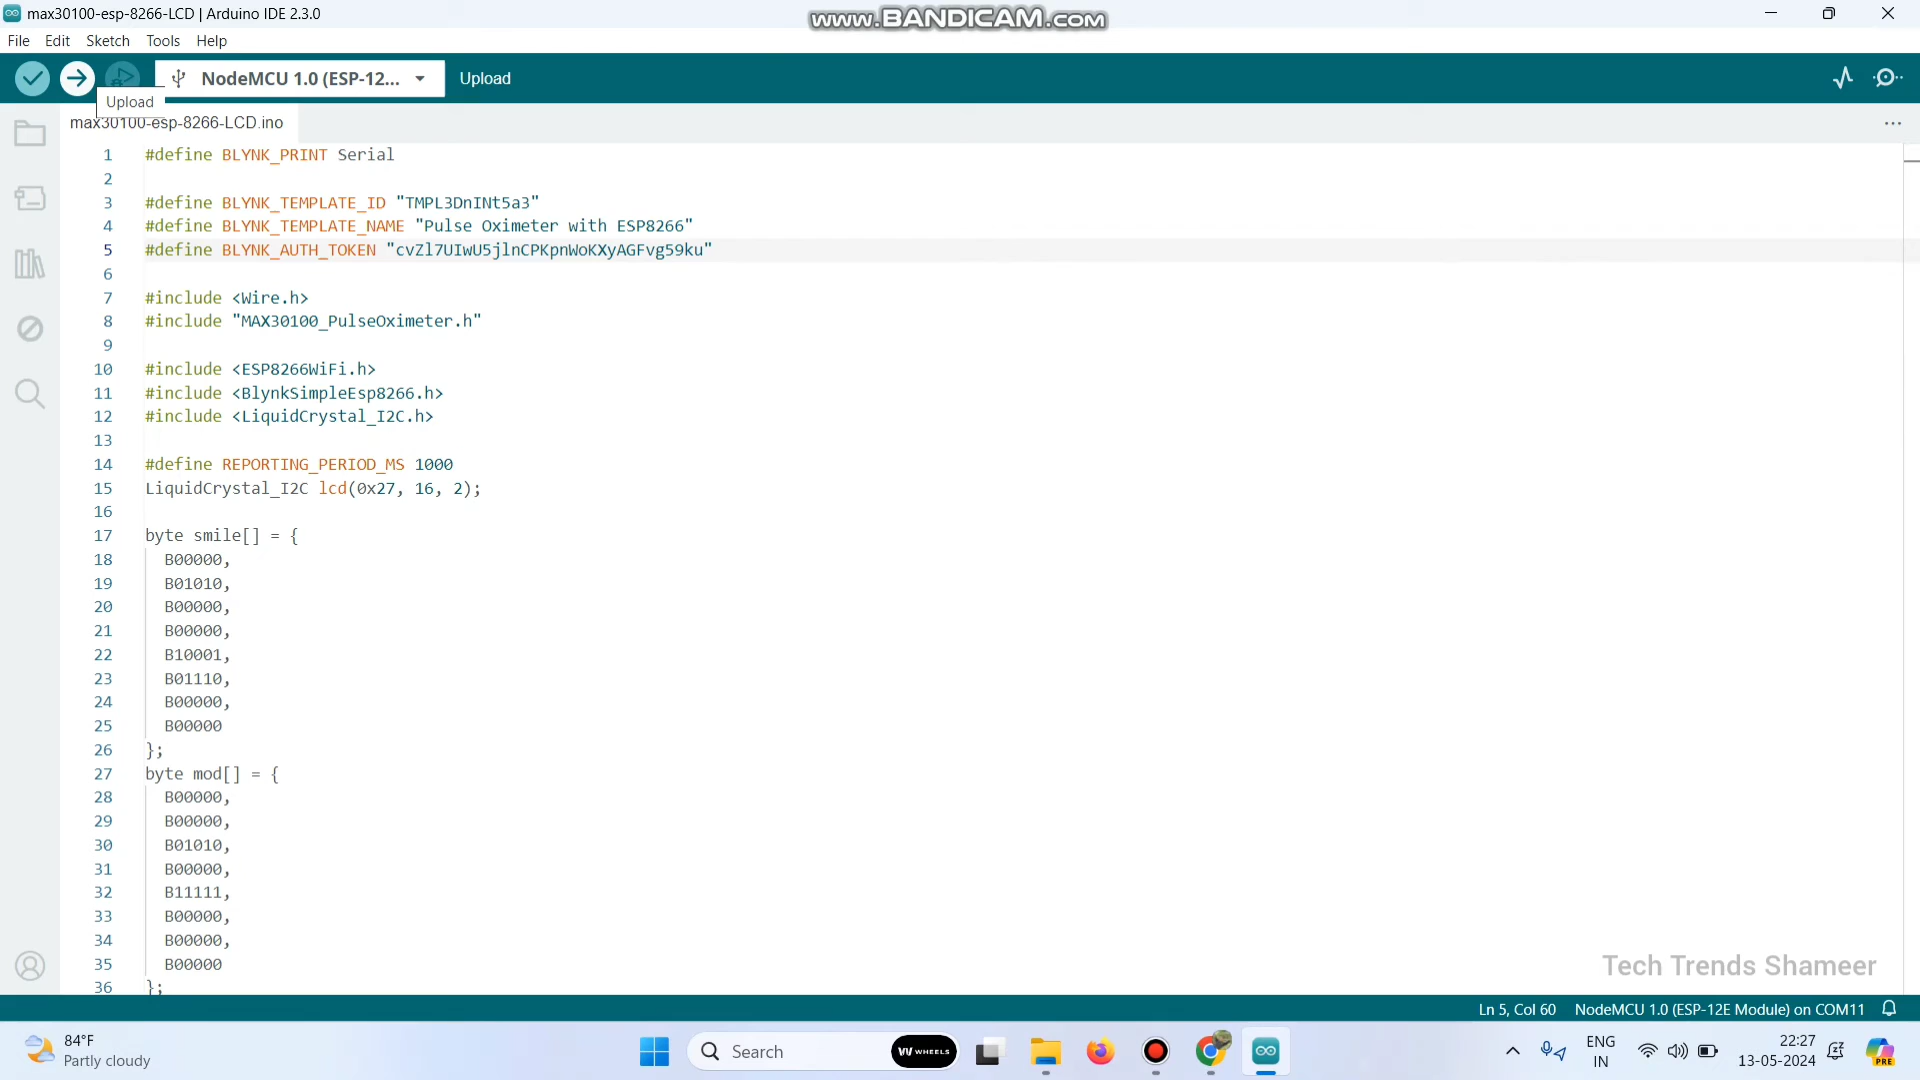 max30100-esp-8266-LCD | Arduino IDE 2.3.0
www.BANDICAM.com
File Edit Sketch Tools Help
NodeMCU 1.0 (ESP-12... Upload
Upload
max30100-esp-8266-LCD.ino
1 #define BLYNK_PRINT Serial
2
3 #define BLYNK_TEMPLATE_ID "TMPL3DnINt5a3"
4 #define BLYNK_TEMPLATE_NAME "Pulse Oximeter with ESP8266"
5 #define BLYNK_AUTH_TOKEN "cvZl7UIwU5jlnCPKpnWoKXyAGFvg59ku"
6
7 #include <Wire.h>
8 #include "MAX30100_PulseOximeter.h"
9
10 #include <ESP8266WiFi.h>
11 #include <BlynkSimpleEsp8266.h>
12 #include <LiquidCrystal_I2C.h>
13
14 #define REPORTING_PERIOD_MS 1000
15 LiquidCrystal_I2C lcd(0x27, 16, 2);
16
17 byte smile[] = {
18 B00000,
19 B01010,
20 B00000,
21 B00000,
22 B10001,
23 B01110,
24 B00000,
25 B00000
26 };
27 byte mod[] = {
28 B00000,
29 B00000,
30 B01010,
31 B00000,
32 B11111,
33 B00000,
34 B00000,
35 B00000
36 };
Tech Trends Shameer
Ln 5, Col 60 NodeMCU 1.0 (ESP-12E Module) on COM11
84°F
Partly cloudy
Search
WHEELS
ENG
IN
22:27
13-05-2024
PRE